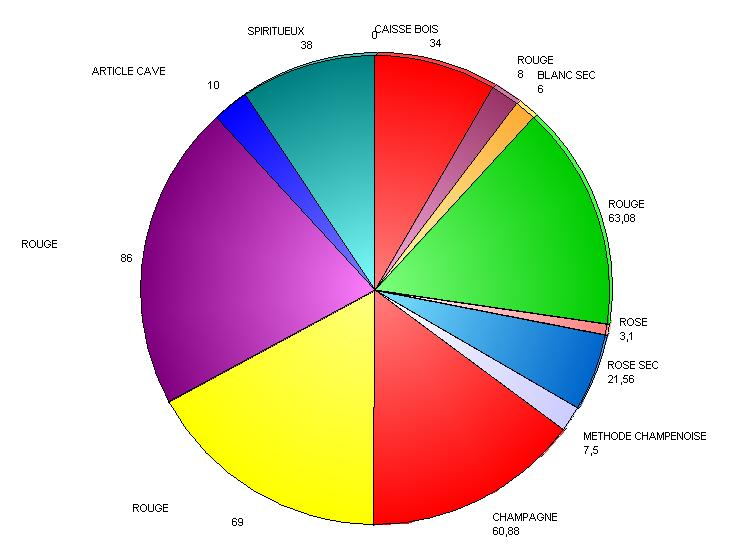 SPIRITUEUX
38
0
CAISSE BOIS
34
ROUGE
8
BLANC SEC
6
ARTICLE CAVE
10
ROUGE
63,08
ROUGE
86
ROSE
3,1
ROSE SEC
21,56
METHODE CHAMPENOISE
7,5
ROUGE
69
CHAMPAGNE
60,88